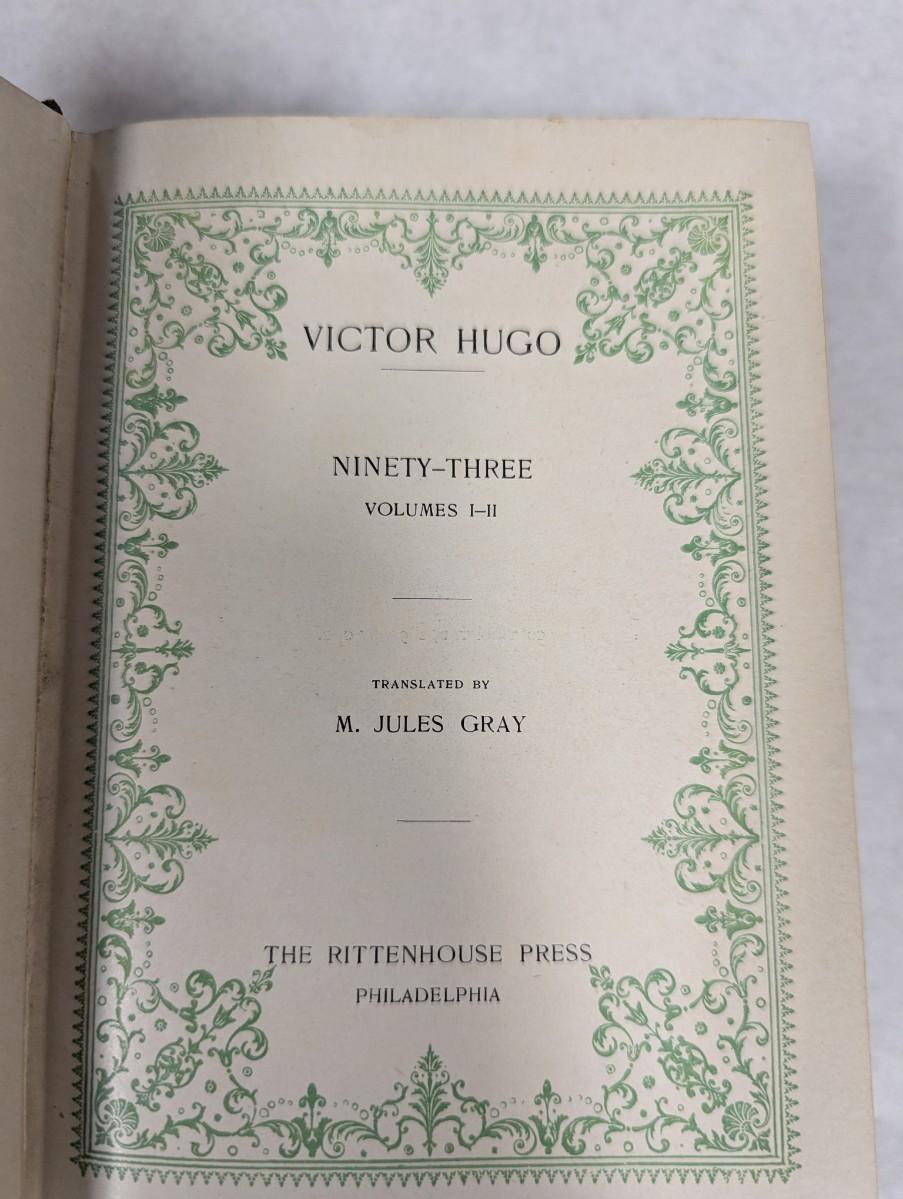 VICTOR HUGO
NINETY-THREE
VOLUMES I-II
TRANSLATED BY
M. JULES GRAY
THE RITTENHOUSE PRESS
PHILADELPHIA